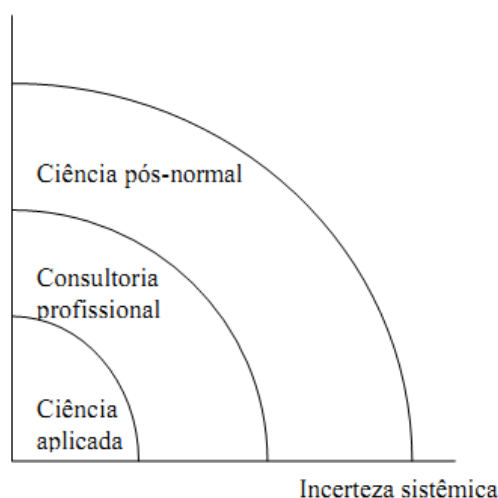 Ciência pós-normal
Consultoria
profissional
Ciência
aplicada
Incerteza sistêmica